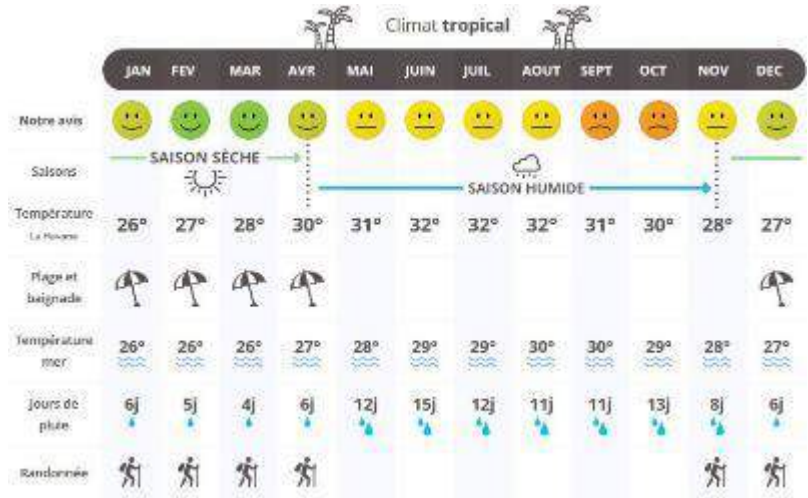 Climat tropical
JAN FEV MAR AVR MAI JUIN JUIL AOUT SEPT OCT NOV DEC
Notre avis
SAISON SÈCHE
Saisons
SAISON HUMIDE
Température
La Havane
26° 27° 28° 30° 31° 32° 32° 32° 31° 30° 28° 27°
Plage et
baignade
Température
mer
26° 26° 26° 27° 28° 29° 29° 30° 30° 29° 28° 27°
Jours de
pluie
6j 5j 4j 6j 12j 15j 12j 11j 11j 13j 8j 6j
Randonnée